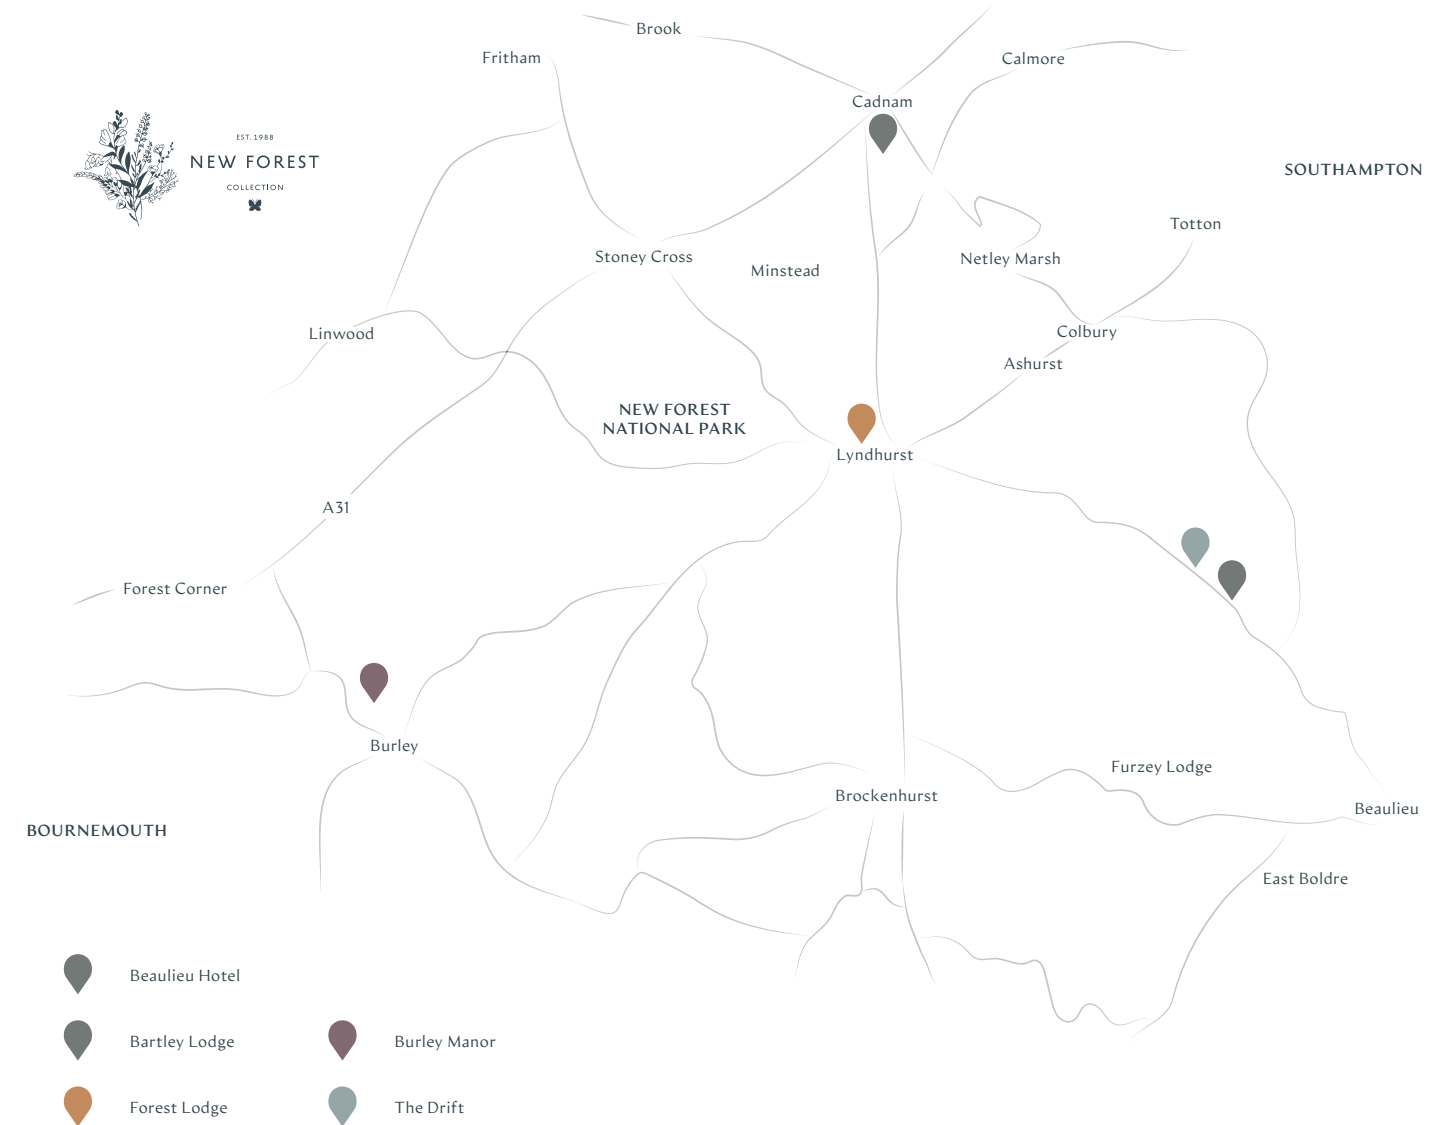 Brook
Fritham
Calmore
Cadnam
EST. 1988
NEW FOREST
COLLECTION
SOUTHAMPTON
Totton
Stoney Cross
Minstead
Netley Marsh
Linwood
Colbury
Ashurst
NEW FOREST
NATIONAL PARK
Lyndhurst
A31
Forest Corner
Burley
Furzey Lodge
Brockenhurst
Beaulieu
BOURNEMOUTH
East Boldre
Beaulieu Hotel
Bartley Lodge
Burley Manor
Forest Lodge
The Drift